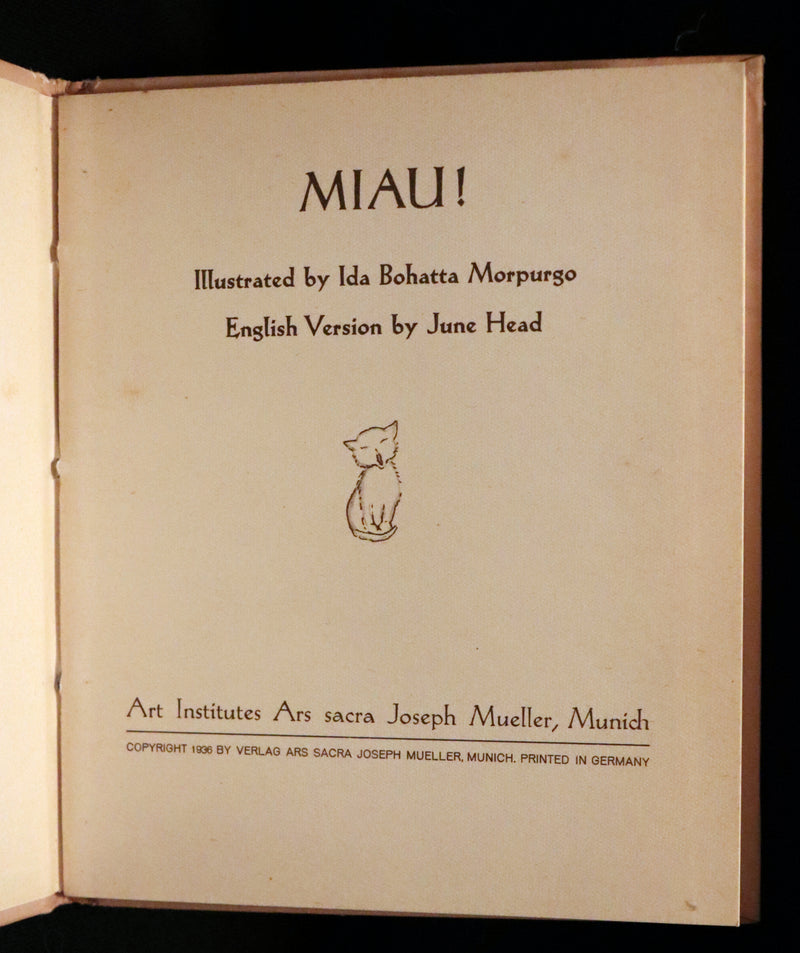 MIAU!
Illustrated by Ida Bohatta Morpurgo
English Version by June Head
Art Institutes Ars sacra Joseph Mueller, Munich
COPYRIGHT 1936 BY VERLAG ARS SACRA JOSEPH MUELLER, MUNICH. PRINTED IN GERMANY